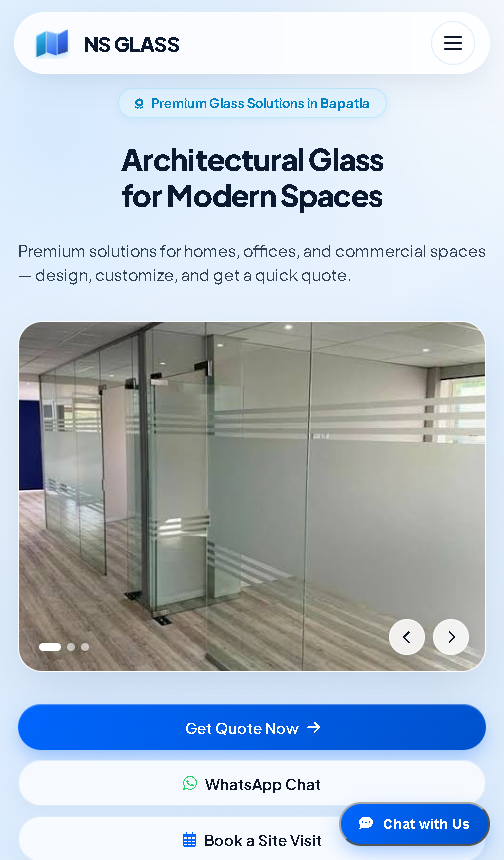 NS GLASS
Premium Glass Solutions in Bapatla
Architectural Glass
for Modern Spaces
Premium solutions for homes, offices, and commercial spaces
— design, customize, and get a quick quote.
Get Quote Now
WhatsApp Chat
Book a Site Visit
Chat with Us